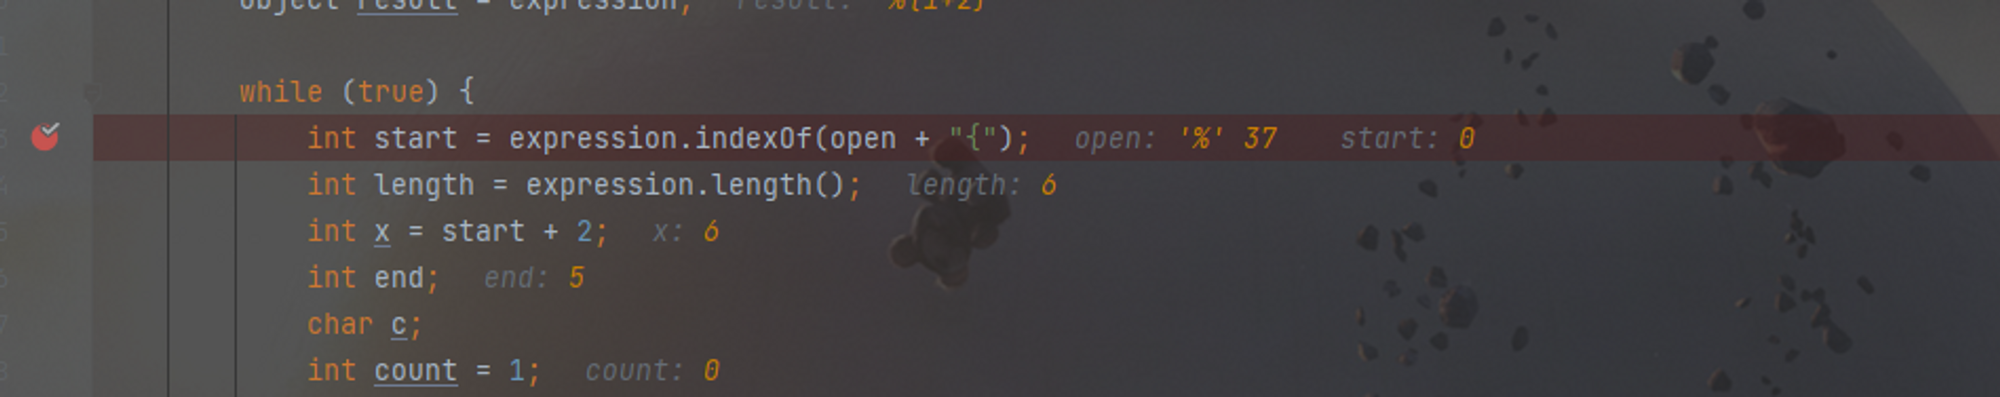 object result = expression; result: "%{1+2}
while (true) {
int start = expression.indexOf(open + "{"); open: '%' 37 start: 0
int length = expression.length(); length: 6
int x = start + 2; x: 6
int end; end: 5
char c;
int count = 1; count: 0